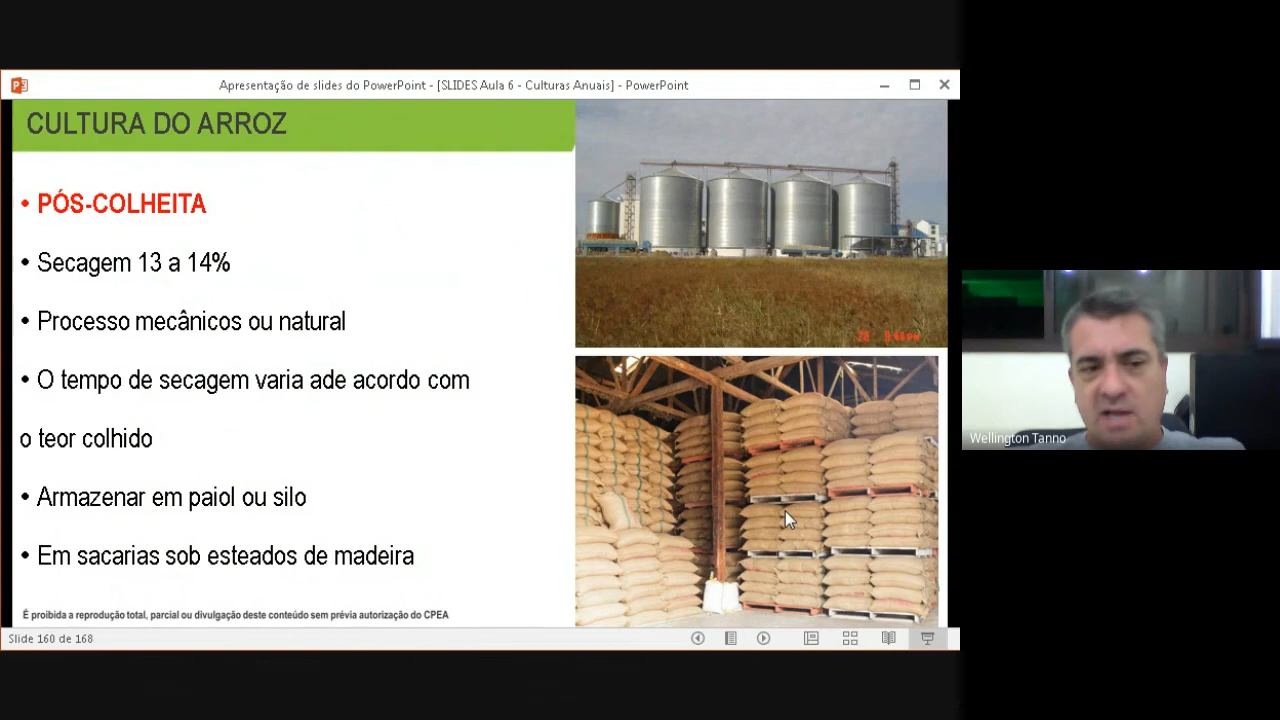 Apresentação de slides do PowerPoint - [SLIDES Aula 6 - Culturas Anuais] - PowerPoint
CULTURA DO ARROZ
• PÓS-COLHEITA
• Secagem 13 a 14%
• Processo mecânicos ou natural
• O tempo de secagem varia ade acordo com
o teor colhido
• Armazenar em paiol ou silo
• Em sacarias sob esteados de madeira
É proibida a reprodução total, parcial ou divulgação deste conteúdo sem prévia autorização do CPEA
Slide 160 de 168
Wellington Tanno